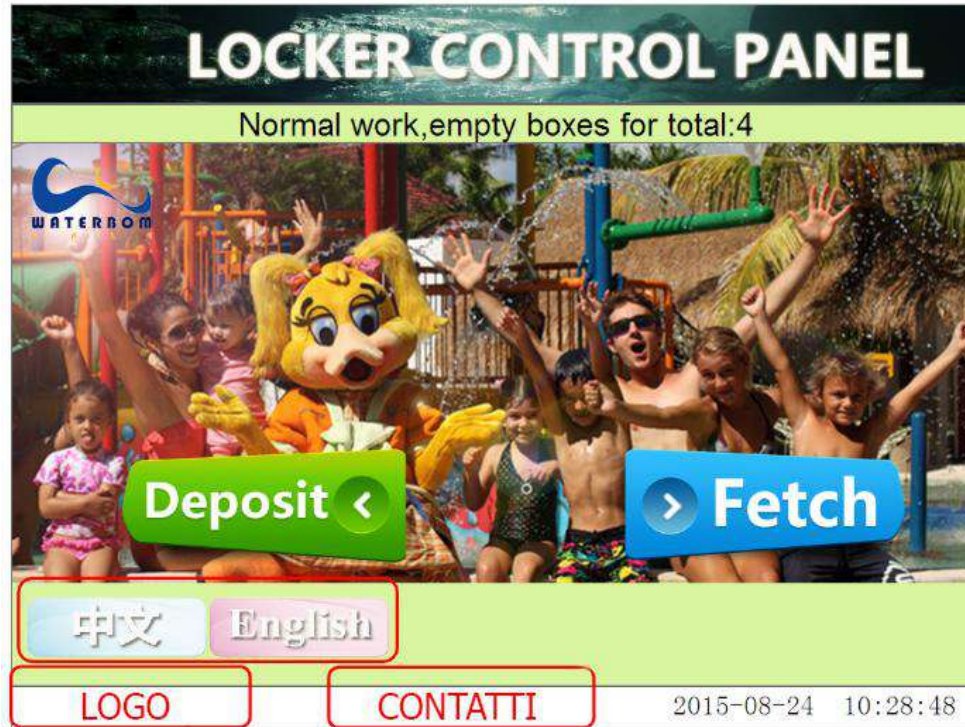 LOCKER CONTROL PANEL
Normal work,empty boxes for total:4
WATERBOM
Deposit
Fetch
中文 English
LOGO CONTATTI 2015-08-24 10:28:48